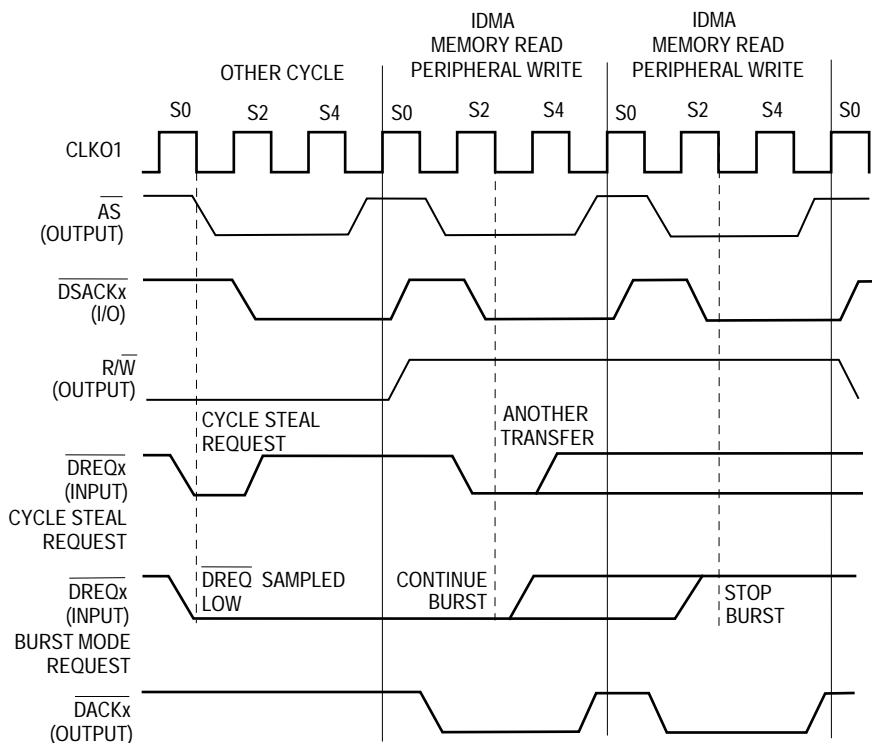 IDMA
MEMORY READ
PERIPHERAL WRITE
IDMA
MEMORY READ
PERIPHERAL WRITE
OTHER CYCLE
S0 S2 S4 S0 S2 S4 S0 S2 S4 S0
CLKO1
AS
(OUTPUT)
DSACKx
(I/O)
R/W
(OUTPUT)
CYCLE STEAL
REQUEST
ANOTHER
TRANSFER
DREQx
(INPUT)
CYCLE STEAL
REQUEST
DREQx
(INPUT)
BURST MODE
REQUEST
DREQ SAMPLED
LOW
CONTINUE
BURST
STOP
BURST
DACKx
(OUTPUT)